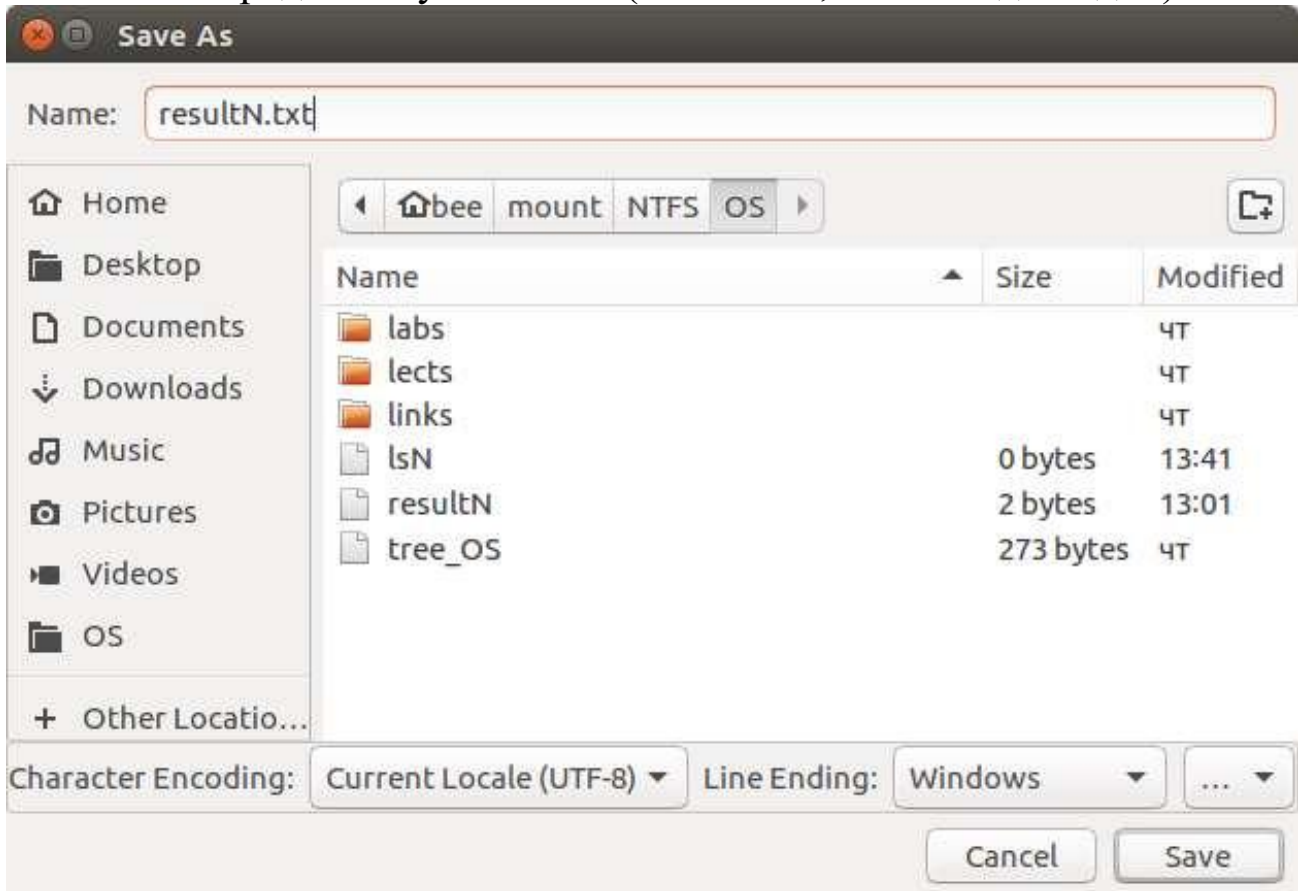 Save As
Name: resultN.txt
Home
Desktop
Documents
Downloads
Music
Pictures
Videos
OS
+ Other Locatio...
bee mount NTFS OS
Name Size Modified
labs чт
lects чт
links чт
lsN 0 bytes 13:41
resultN 2 bytes 13:01
tree_OS 273 bytes чт
Character Encoding: Current Locale (UTF-8) Line Ending: Windows ...
Cancel Save